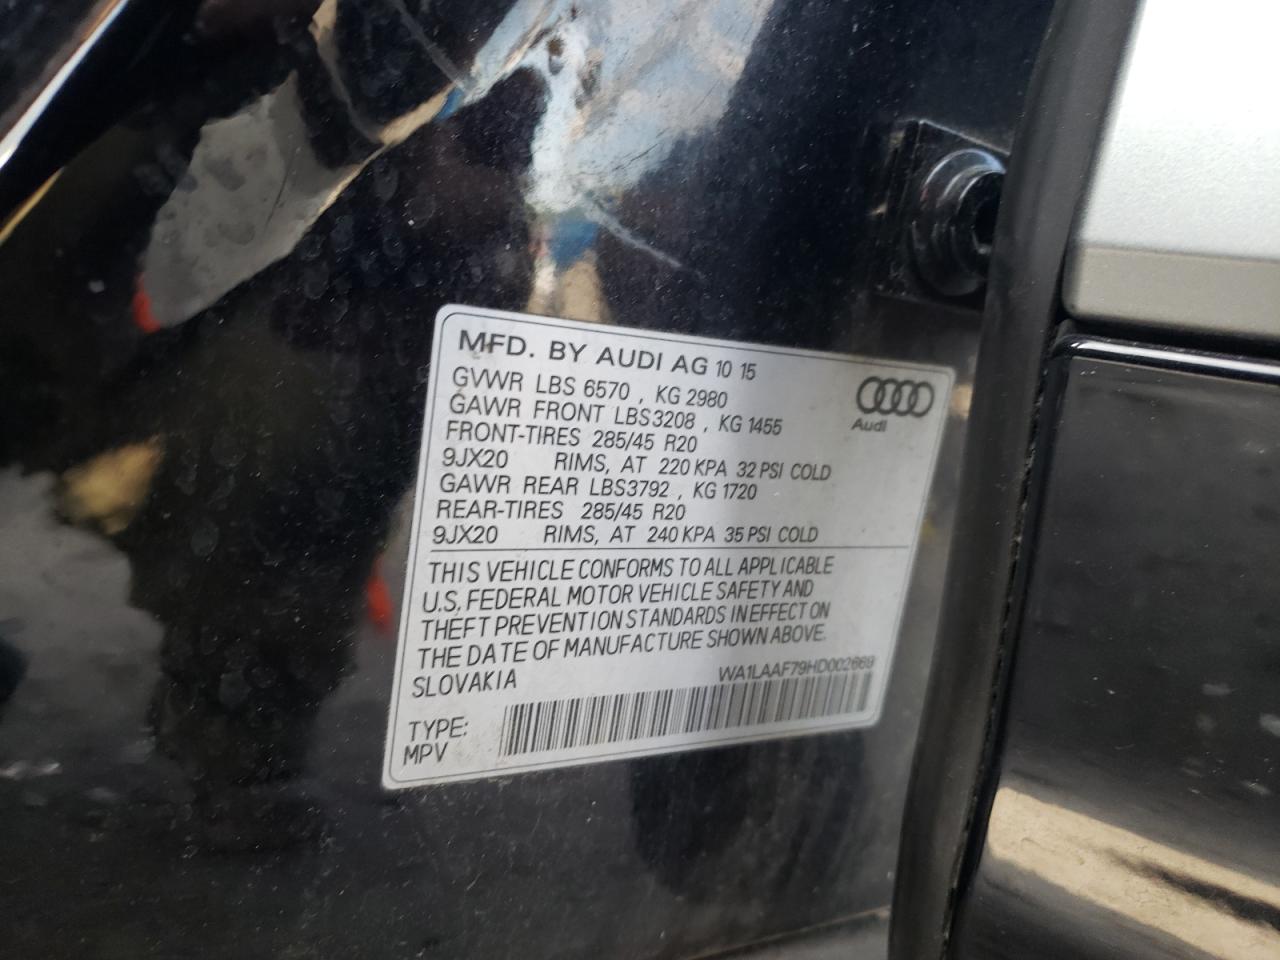 MFD. BY AUDI AG 10 15
GVWR LBS 6570 , KG 2980
GAWR FRONT LBS3208 , KG 1455
FRONT-TIRES 285/45 R20
9JX20 RIMS, AT 220 KPA 32 PSI COLD
GAWR REAR LBS3792 , KG 1720
REAR-TIRES 285/45 R20
9JX20 RIMS, AT 240 KPA 35 PSI COLD
Audi
THIS VEHICLE CONFORMS TO ALL APPLICABLE
U.S. FEDERAL MOTOR VEHICLE SAFETY AND
THEFT PREVENTION STANDARDS IN EFFECT ON
THE DATE OF MANUFACTURE SHOWN ABOVE.
SLOVAKIA
WA1LAAF79HD002669
TYPE:
MPV